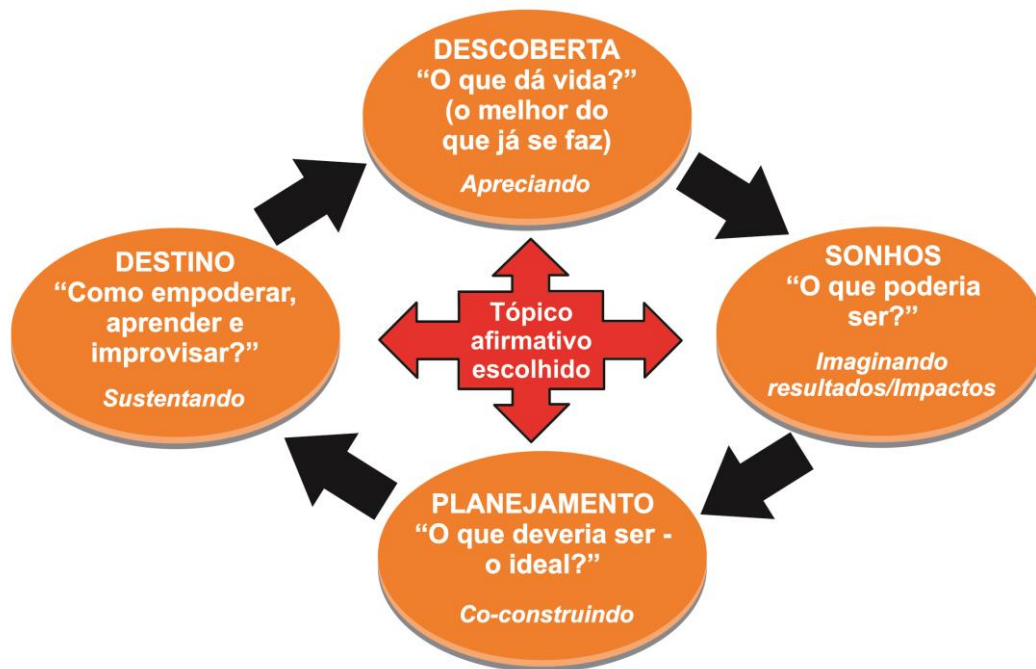 DESCOBERTA
“O que dá vida?”
(o melhor do
que já se faz)
Apreciando
SONHOS
“O que poderia
ser?”
Imaginando
resultados/Impactos
PLANEJAMENTO
“O que deveria ser -
o ideal?”
Co-construindo
DESTINO
“Como empoderar,
aprender e
improvisar?”
Sustentando
Tópico
afirmativo
escolhido